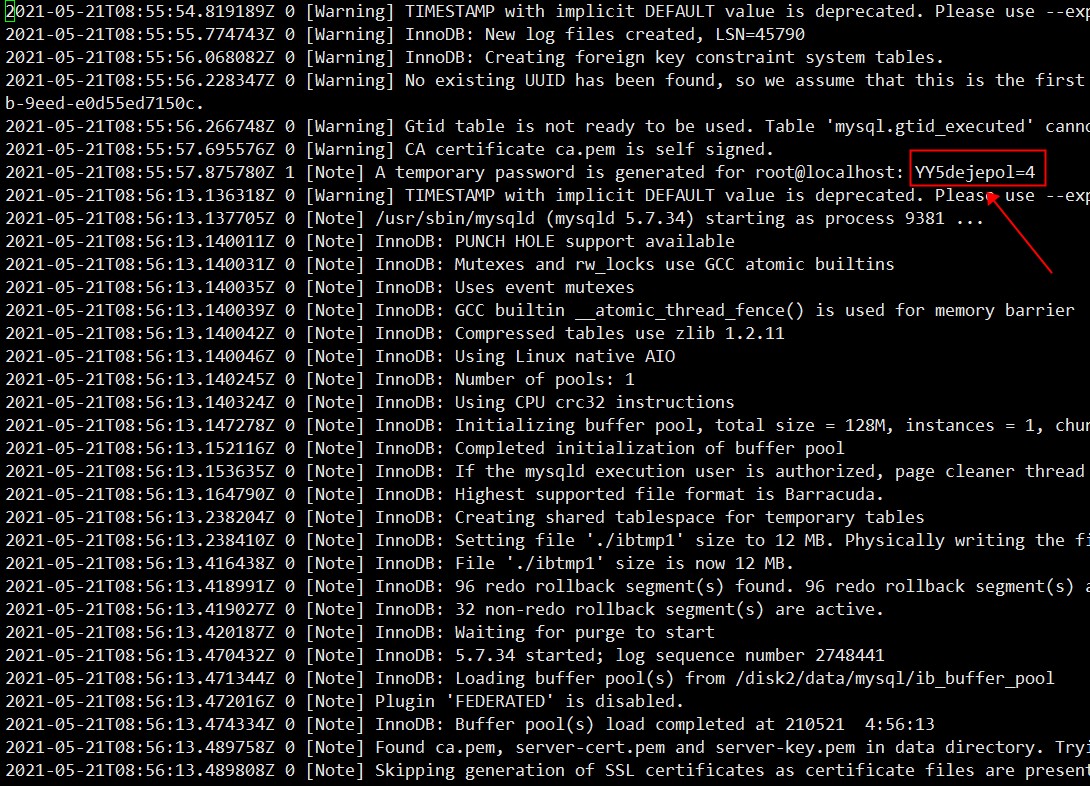 2021-05-21T08:55:54.819189Z 0 [Warning] TIMESTAMP with implicit DEFAULT value is deprecated. Please use --exp
2021-05-21T08:55:55.774743Z 0 [Warning] InnoDB: New log files created, LSN=45790
2021-05-21T08:55:56.068082Z 0 [Warning] InnoDB: Creating foreign key constraint system tables.
2021-05-21T08:55:56.228347Z 0 [Warning] No existing UUID has been found, so we assume that this is the first
b-9eed-e0d55ed7150c.
2021-05-21T08:55:56.266748Z 0 [Warning] Gtid table is not ready to be used. Table 'mysql.gtid_executed' canno
2021-05-21T08:55:57.695576Z 0 [Warning] CA certificate ca.pem is self signed.
2021-05-21T08:55:57.875780Z 1 [Note] A temporary password is generated for root@localhost: YY5dejepol=4
2021-05-21T08:56:13.136318Z 0 [Warning] TIMESTAMP with implicit DEFAULT value is deprecated. Please use --exp
2021-05-21T08:56:13.137705Z 0 [Note] /usr/sbin/mysqld (mysqld 5.7.34) starting as process 9381 ...
2021-05-21T08:56:13.140011Z 0 [Note] InnoDB: PUNCH HOLE support available
2021-05-21T08:56:13.140031Z 0 [Note] InnoDB: Mutexes and rw_locks use GCC atomic builtins
2021-05-21T08:56:13.140035Z 0 [Note] InnoDB: Uses event mutexes
2021-05-21T08:56:13.140039Z 0 [Note] InnoDB: GCC builtin __atomic_thread_fence() is used for memory barrier
2021-05-21T08:56:13.140042Z 0 [Note] InnoDB: Compressed tables use zlib 1.2.11
2021-05-21T08:56:13.140046Z 0 [Note] InnoDB: Using Linux native AIO
2021-05-21T08:56:13.140245Z 0 [Note] InnoDB: Number of pools: 1
2021-05-21T08:56:13.140324Z 0 [Note] InnoDB: Using CPU crc32 instructions
2021-05-21T08:56:13.147278Z 0 [Note] InnoDB: Initializing buffer pool, total size = 128M, instances = 1, chun
2021-05-21T08:56:13.152116Z 0 [Note] InnoDB: Completed initialization of buffer pool
2021-05-21T08:56:13.153635Z 0 [Note] InnoDB: If the mysqld execution user is authorized, page cleaner thread
2021-05-21T08:56:13.164790Z 0 [Note] InnoDB: Highest supported file format is Barracuda.
2021-05-21T08:56:13.238204Z 0 [Note] InnoDB: Creating shared tablespace for temporary tables
2021-05-21T08:56:13.238410Z 0 [Note] InnoDB: Setting file './ibtmp1' size to 12 MB. Physically writing the fi
2021-05-21T08:56:13.416438Z 0 [Note] InnoDB: File './ibtmp1' size is now 12 MB.
2021-05-21T08:56:13.418991Z 0 [Note] InnoDB: 96 redo rollback segment(s) found. 96 redo rollback segment(s) a
2021-05-21T08:56:13.419027Z 0 [Note] InnoDB: 32 non-redo rollback segment(s) are active.
2021-05-21T08:56:13.420187Z 0 [Note] InnoDB: Waiting for purge to start
2021-05-21T08:56:13.470432Z 0 [Note] InnoDB: 5.7.34 started; log sequence number 2748441
2021-05-21T08:56:13.471344Z 0 [Note] InnoDB: Loading buffer pool(s) from /disk2/data/mysql/ib_buffer_pool
2021-05-21T08:56:13.472016Z 0 [Note] Plugin 'FEDERATED' is disabled.
2021-05-21T08:56:13.474334Z 0 [Note] InnoDB: Buffer pool(s) load completed at 210521  4:56:13
2021-05-21T08:56:13.489758Z 0 [Note] Found ca.pem, server-cert.pem and server-key.pem in data directory. Tryi
2021-05-21T08:56:13.489808Z 0 [Note] Skipping generation of SSL certificates as certificate files are present